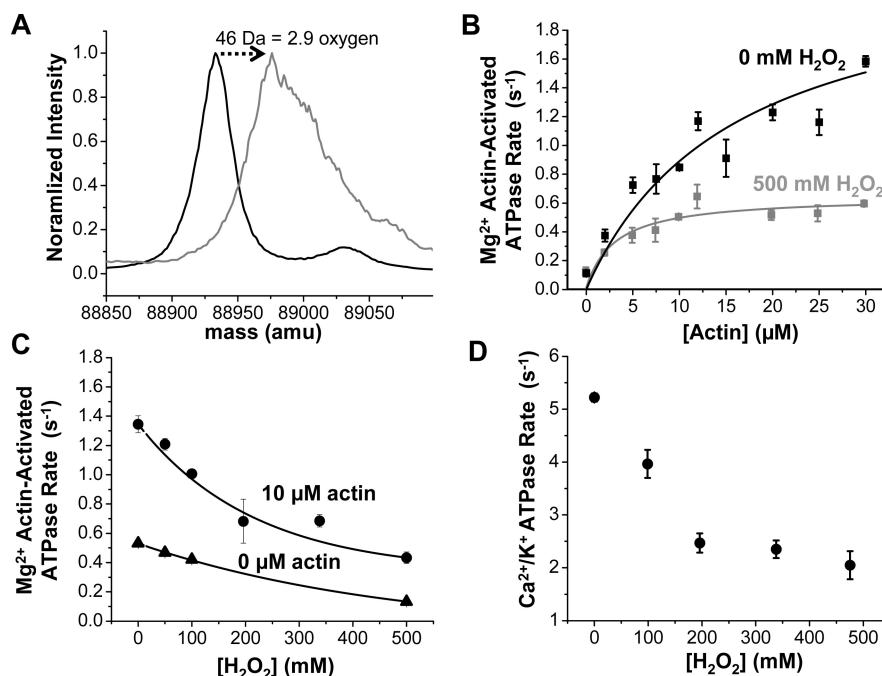 A
46 Da = 2.9 oxygen
Noramlized Intensity
1.0
0.8
0.6
0.4
0.2
0.0
88850 88900 88950 89000 89050
mass (amu)
B
Mg²⁺ Actin-Activated
ATPase Rate (s⁻¹)
1.8
1.6
1.4
1.2
1.0
0.8
0.6
0.4
0.2
0.0
0 mM H₂O₂
500 mM H₂O₂
0 5 10 15 20 25 30
[Actin] (µM)
C
Mg²⁺ Actin-Activated
ATPase Rate (s⁻¹)
1.8
1.6
1.4
1.2
1.0
0.8
0.6
0.4
0.2
0.0
10 µM actin
0 µM actin
0 100 200 300 400 500
[H₂O₂] (mM)
D
Ca²⁺/K⁺ ATPase Rate (s⁻¹)
6
5
4
3
2
1
0 100 200 300 400 500
[H₂O₂] (mM)